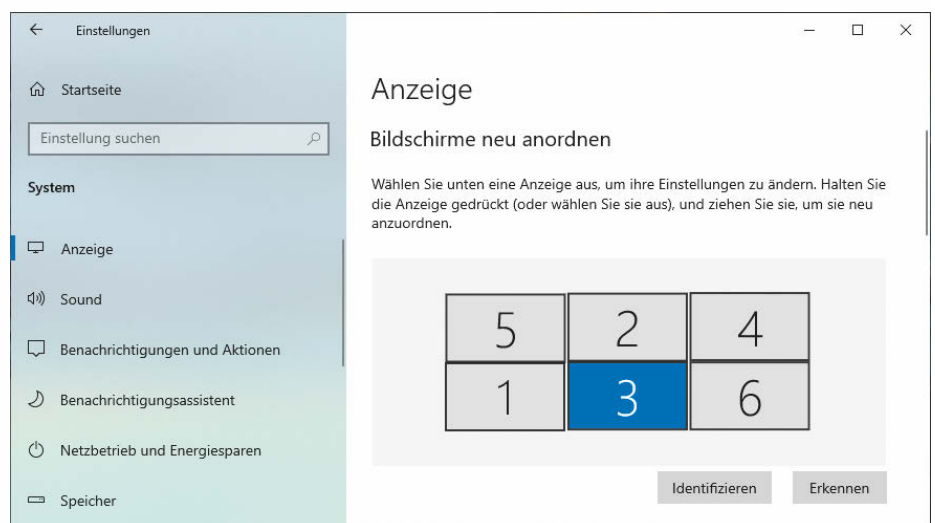 Einstellungen
Startseite
Einstellung suchen
System
Anzeige
Sound
Benachrichtigungen und Aktionen
Benachrichtigungsassistent
Netzbetrieb und Energiesparen
Speicher
Anzeige
Bildschirme neu anordnen
Wählen Sie unten eine Anzeige aus, um ihre Einstellungen zu ändern. Halten Sie
die Anzeige gedrückt (oder wählen Sie sie aus), und ziehen Sie sie, um sie neu
anzuordnen.
5 2 4
1 3 6
Identifizieren Erkennen